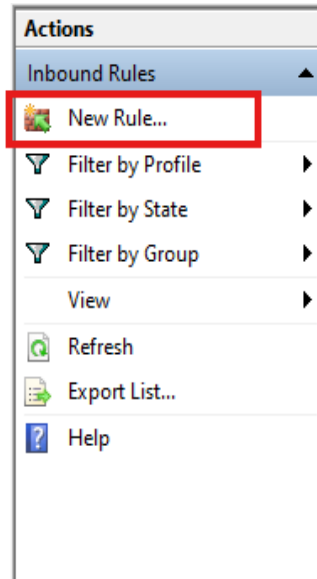 Actions
Inbound Rules
New Rule...
Filter by Profile
Filter by State
Filter by Group
View
Refresh
Export List...
Help